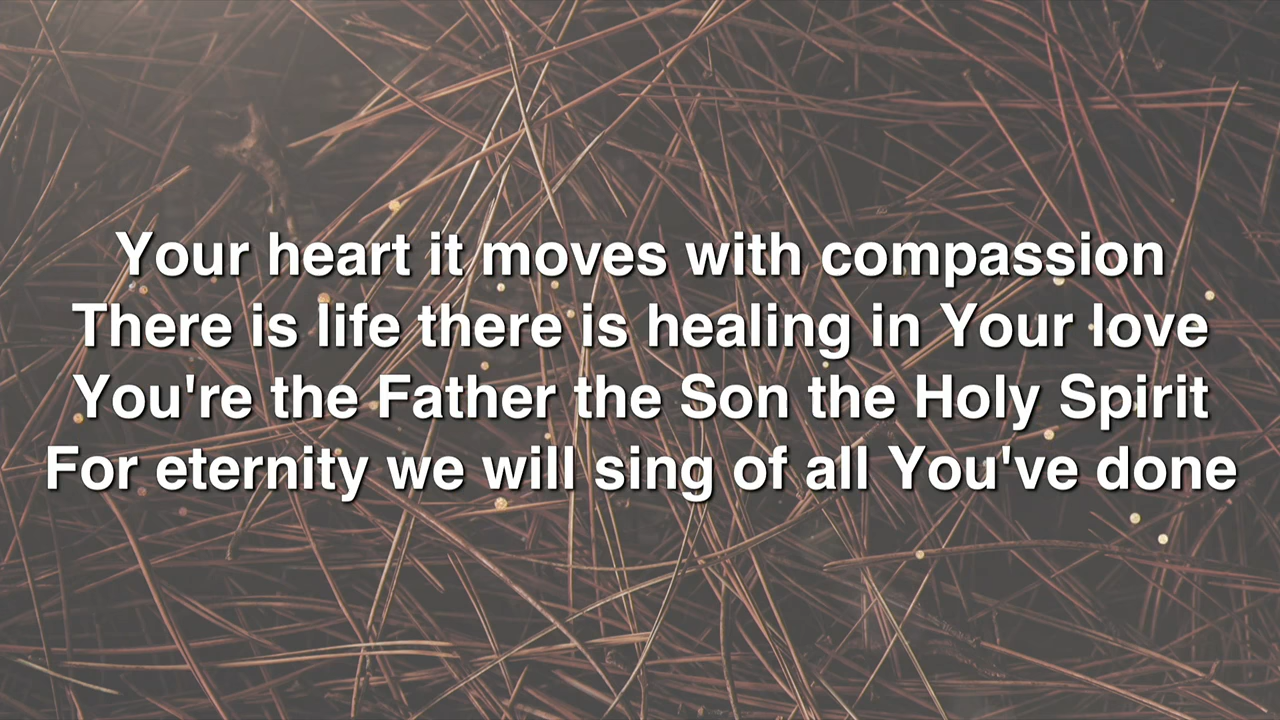 Your heart it moves with compassion
There is life there is healing in Your love
You're the Father the Son the Holy Spirit
For eternity we will sing of all You've done